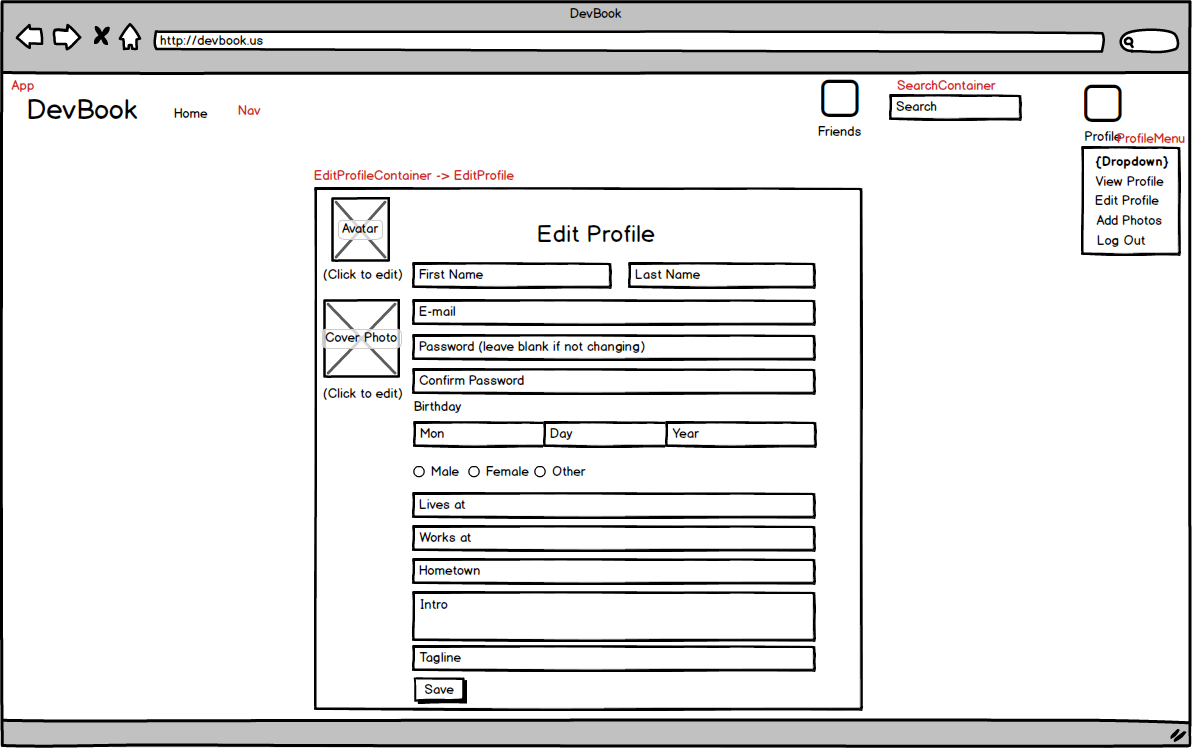 DevBook
http://devbook.us
App
DevBook
Home
Nav
Friends
SearchContainer
Search
Profile
ProfileMenu
{Dropdown}
View Profile
Edit Profile
Add Photos
Log Out
EditProfileContainer -> EditProfile
Avatar
(Click to edit)
Cover Photo
(Click to edit)
Edit Profile
First Name
Last Name
E-mail
Password (leave blank if not changing)
Confirm Password
Birthday
Mon
Day
Year
Male
Female
Other
Lives at
Works at
Hometown
Intro
Tagline
Save